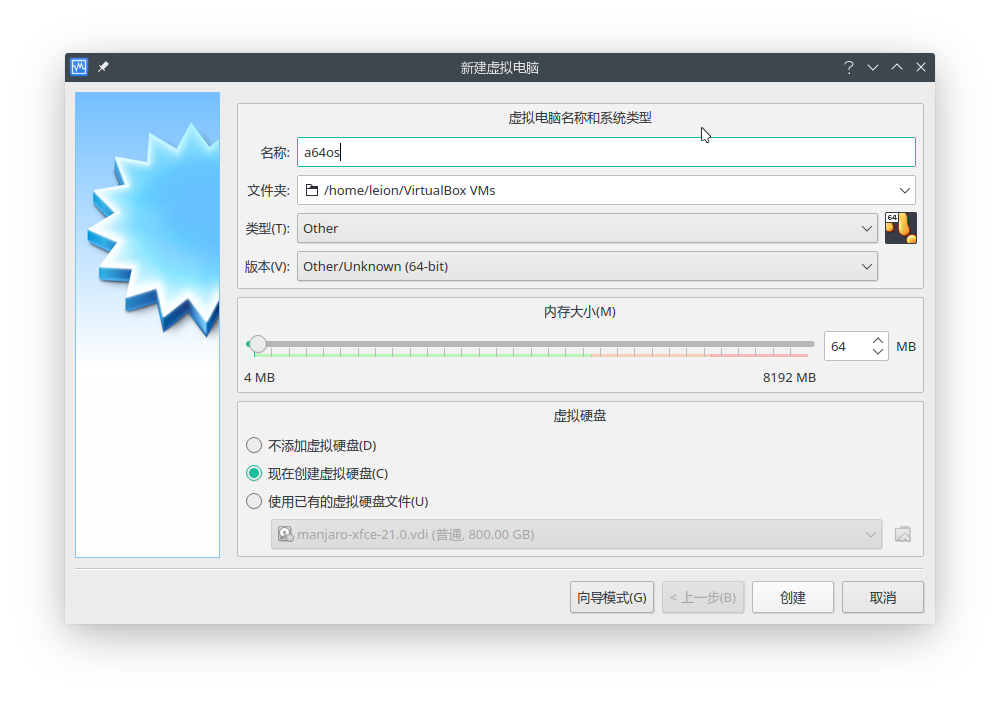 新建虚拟电脑
虚拟电脑名称和系统类型
名称: a64os
文件夹: /home/leion/VirtualBox VMs
类型(T): Other
64
版本(V): Other/Unknown (64-bit)
内存大小(M)
64 MB
4 MB 8192 MB
虚拟硬盘
不添加虚拟硬盘(D)
现在创建虚拟硬盘(C)
使用已有的虚拟硬盘文件(U)
manjaro-xfce-21.0.vdi (普通, 800.00 GB)
向导模式(G) < 上一步(B) 创建 取消